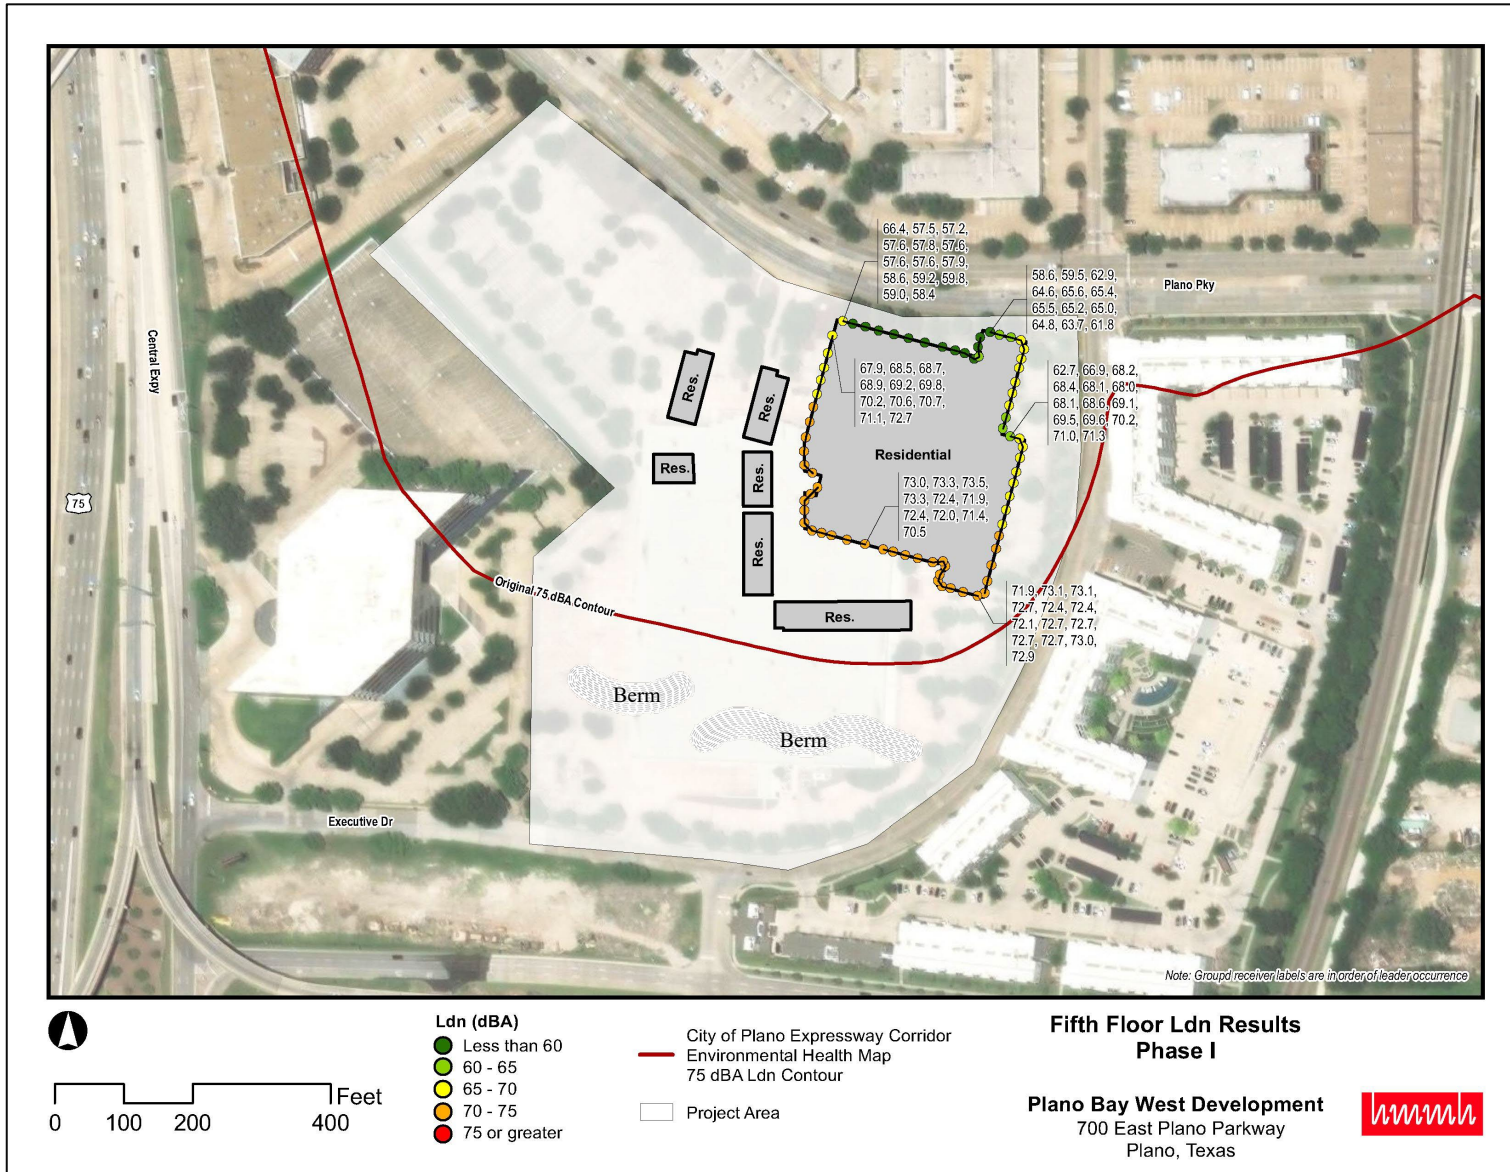 66.4, 57.5, 57.2,
57.6, 57.8, 57.6,
57.6, 57.6, 57.9,
58.6, 59.2, 59.8,
59.0, 58.4
58.6, 59.5, 62.9,
64.6, 65.6, 65.4,
65.5, 65.2, 65.0,
64.8, 63.7, 61.8
Plano Pky
Central Expy
67.9, 68.5, 68.7,
68.9, 69.2, 69.8,
70.2, 70.6, 70.7,
71.1, 72.7
62.7, 66.9, 68.2,
68.4, 68.1, 68.0,
68.1, 68.6, 69.1,
69.5, 69.6, 70.2,
71.0, 71.3
Res.
Res.
Res.
Res.
Res.
Res.
Residential
73.0, 73.3, 73.5,
73.3, 72.4, 71.9,
72.4, 72.0, 71.4,
70.5
75
Original 75 dBA Contour
71.9, 73.1, 73.1,
72.7, 72.4, 72.4,
72.1, 72.7, 72.7,
72.7, 72.7, 73.0,
72.9
Berm
Berm
Executive Dr
Note: Groupd receiver labels are in order of leader occurrence
0 100 200 400
Feet
Ldn (dBA)
Less than 60
60 - 65
65 - 70
70 - 75
75 or greater
City of Plano Expressway Corridor
Environmental Health Map
75 dBA Ldn Contour
Project Area
Fifth Floor Ldn Results
Phase I
Plano Bay West Development
700 East Plano Parkway
Plano, Texas
hmmh